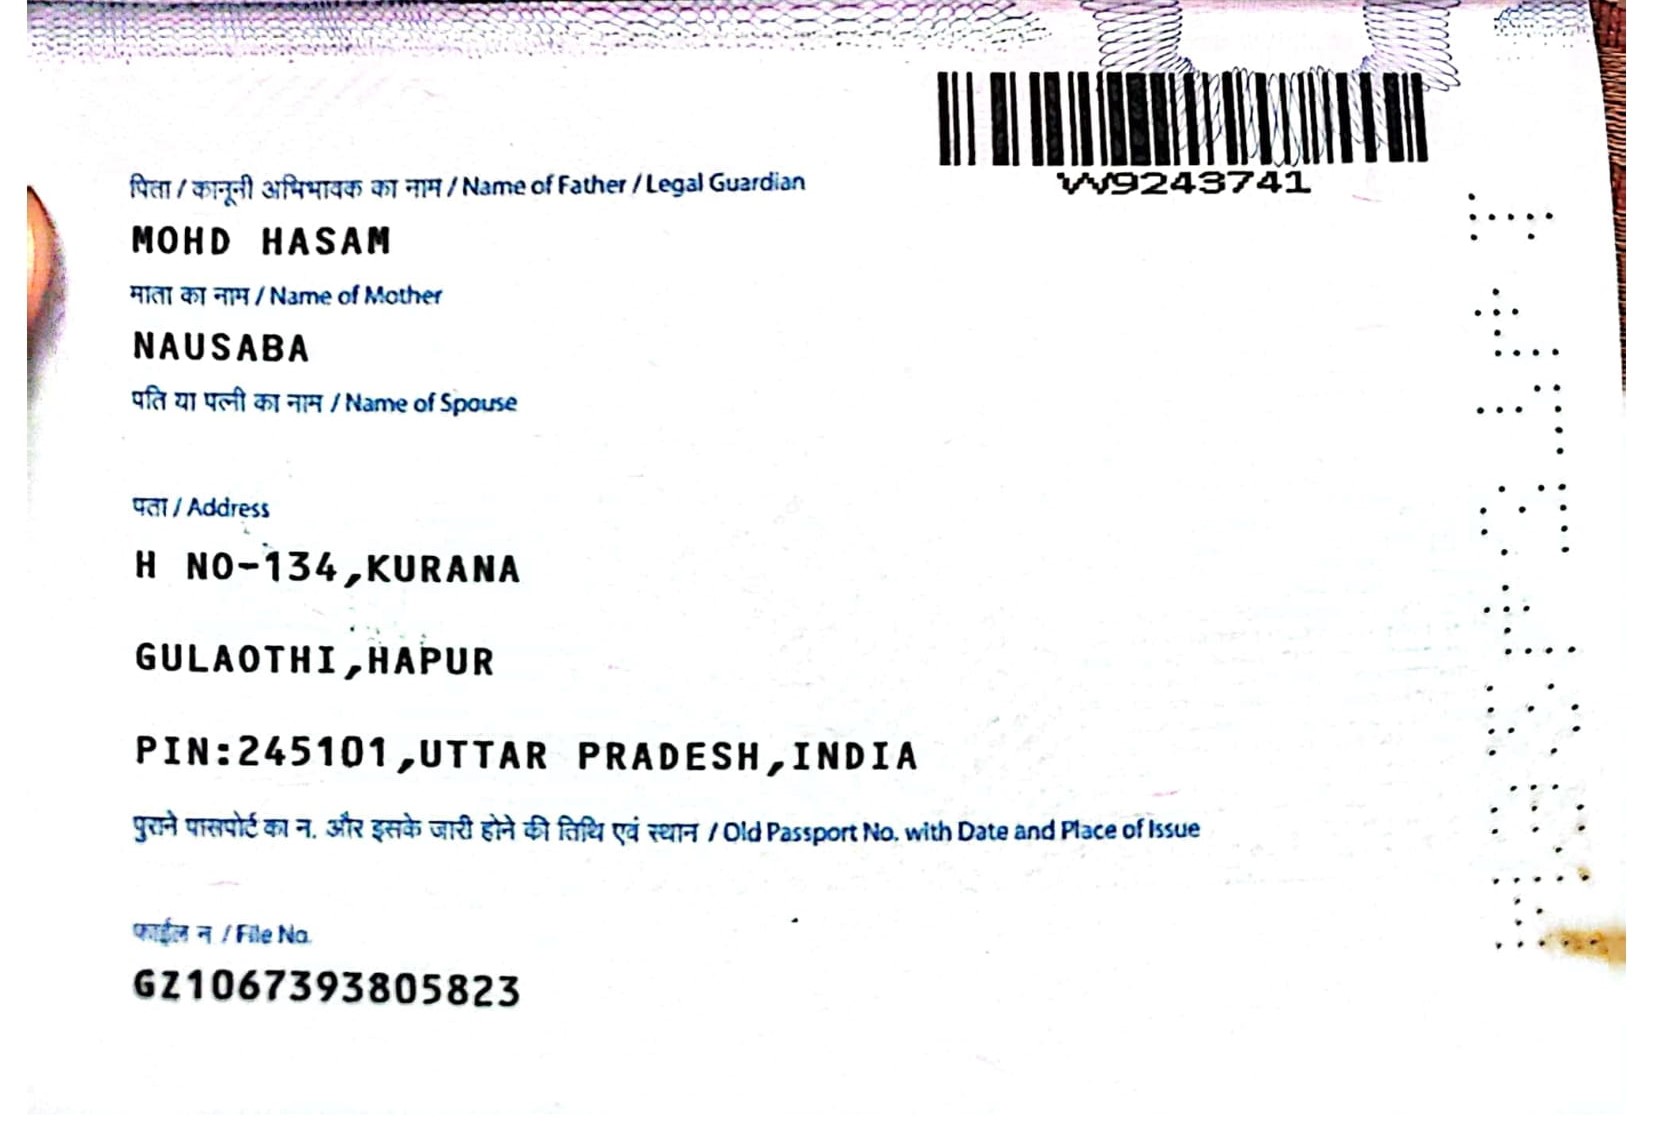 W9243741
पिता / कानूनी अभिभावक का नाम / Name of Father / Legal Guardian
MOHD HASAM
माता का नाम / Name of Mother
NAUSABA
पति या पत्नी का नाम / Name of Spouse
पता / Address
H NO-134,KURANA
GULAOTHI,HAPUR
PIN:245101,UTTAR PRADESH,INDIA
पुराने पासपोर्ट का न. और इसके जारी होने की तिथि एवं स्थान / Old Passport No. with Date and Place of Issue
फाईल न / File No.
GZ1067393805823